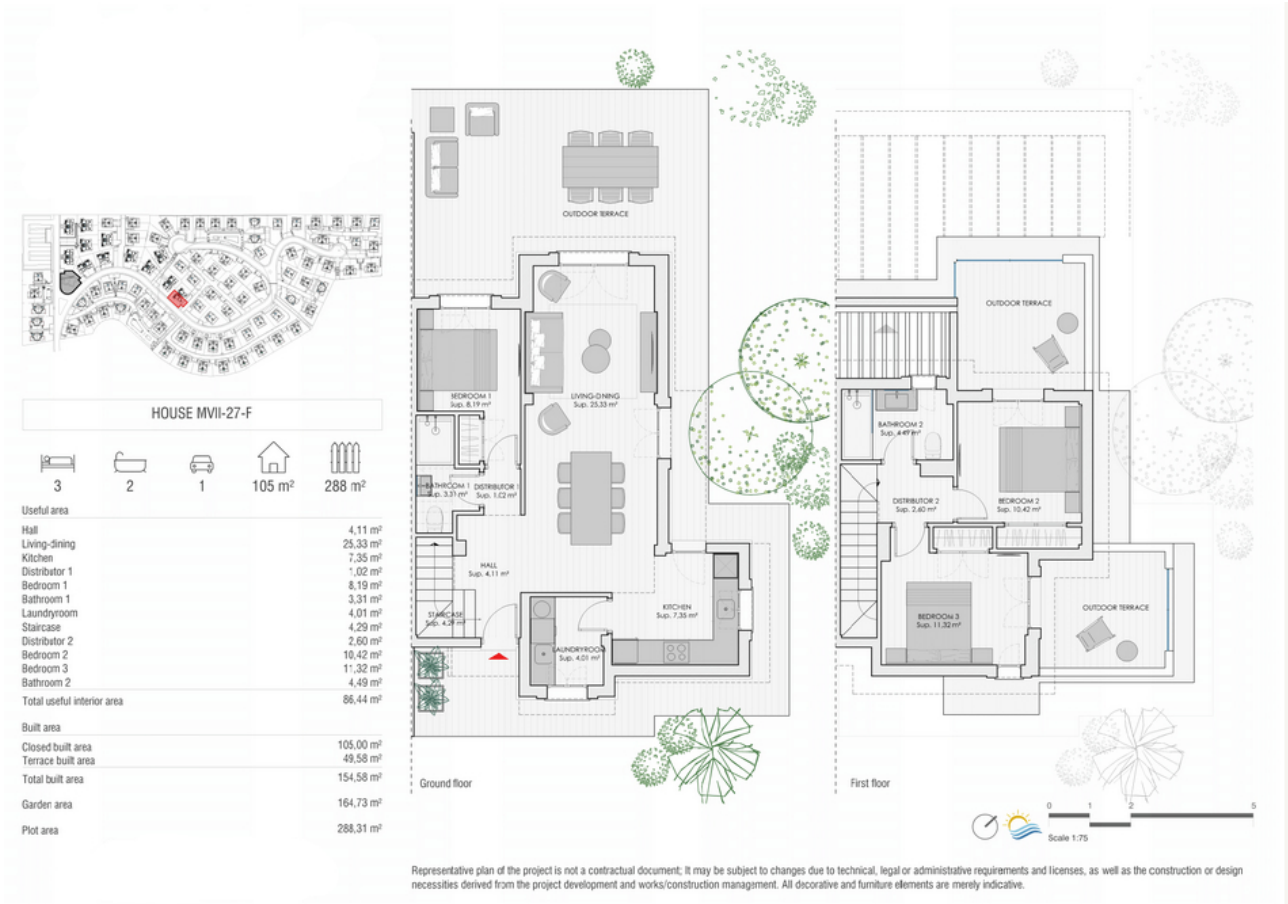 HOUSE MVII-27-F
3 2 1 105 m² 288 m²
Useful area
Hall 4,11 m²
Living-dining 25,33 m²
Kitchen 7,35 m²
Distributor 1 1,02 m²
Bedroom 1 8,19 m²
Bathroom 1 3,31 m²
Laundryroom 4,01 m²
Staircase 4,29 m²
Distributor 2 2,60 m²
Bedroom 2 10,42 m²
Bedroom 3 11,32 m²
Bathroom 2 4,49 m²
Total useful interior area 86,44 m²
Built area
Closed built area 105,00 m²
Terrace built area 49,58 m²
Total built area 154,58 m²
Garden area 164,73 m²
Plot area 288,31 m²
OUTDOOR TERRACE
BEDROOM 1
Sup. 8,19 m²
LIVING-DINING
Sup. 25,33 m²
BATHROOM 1
Sup. 3,31 m²
DISTRIBUTOR 1
Sup. 1,02 m²
HALL
Sup. 4,11 m²
STAIRCASE
Sup. 4,29 m²
KITCHEN
Sup. 7,35 m²
LAUNDRYROOM
Sup. 4,01 m²
Ground floor
OUTDOOR TERRACE
BATHROOM 2
Sup. 4,49 m²
DISTRIBUTOR 2
Sup. 2,60 m²
BEDROOM 2
Sup. 10,42 m²
BEDROOM 3
Sup. 11,32 m²
OUTDOOR TERRACE
First floor
0 1 2 5
Scale 1:75
Representative plan of the project is not a contractual document; It may be subject to changes due to technical, legal or administrative requirements and licenses, as well as the construction or design
necessities derived from the project development and works/construction management. All decorative and furniture elements are merely indicative.